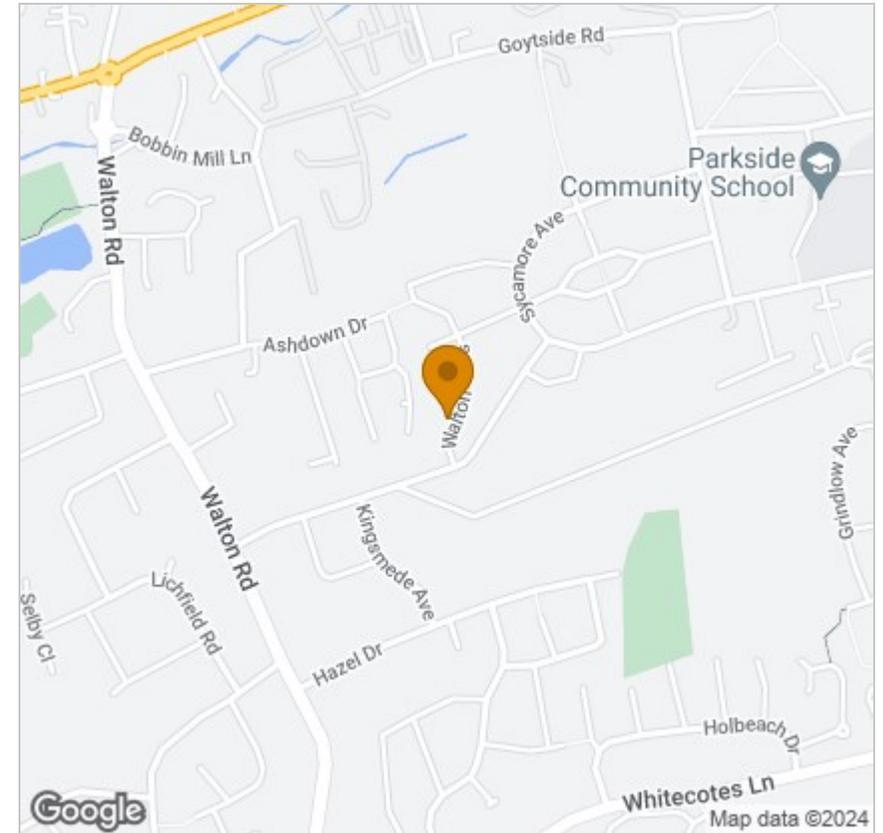 Goytside Rd
Bobbin Mill Ln
Parkside
Community School
Walton Rd
Sycamore Ave
Ashdown Dr
Walton
Grindlow Ave
Walton Rd
Kingsmede Ave
Lichfield Rd
Selby Cl
Hazel Dr
Holbeach Dr
Whitecotes Ln
Google
Map data ©2024